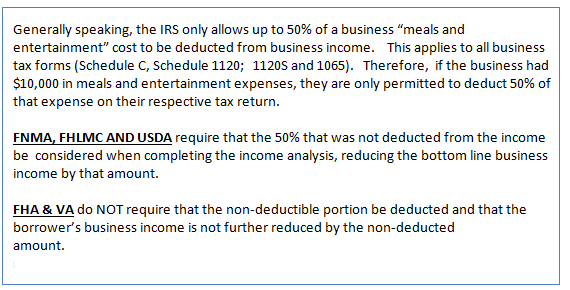 Generally speaking, the IRS only allows up to 50% of a business “meals and
entertainment” cost to be deducted from business income.   This applies to all business
tax forms (Schedule C, Schedule 1120;  1120S and 1065).  Therefore,  if the business had
$10,000 in meals and entertainment expenses, they are only permitted to deduct 50% of
that expense on their respective tax return.
FNMA, FHLMC AND USDA require that the 50% that was not deducted from the income
be  considered when completing the income analysis, reducing the bottom line business
income by that amount.
FHA & VA do NOT require that the non-deductible portion be deducted and that the
borrower’s business income is not further reduced by the non-deducted
amount.